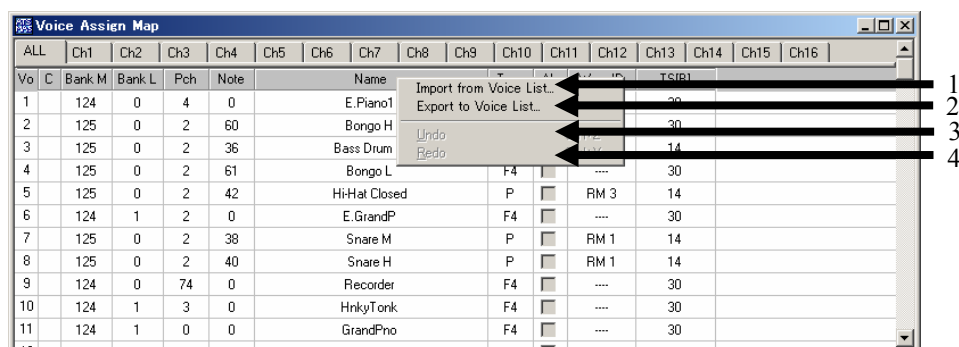 Voice Assign Map
ALL Ch1 Ch2 Ch3 Ch4 Ch5 Ch6 Ch7 Ch8 Ch9 Ch10 Ch11 Ch12 Ch13 Ch14 Ch15 Ch16
Vo C Bank M Bank L Pch Note Name TS[B]
Import from Voice List... 1
Export to Voice List... 2
Undo 3
Redo 4
1 124 0 4 0 E.Piano1 30
2 125 0 2 60 Bongo H 30
3 125 0 2 36 Bass Drum 14
4 125 0 2 61 Bongo L F4 ---- 30
5 125 0 2 42 Hi-Hat Closed P RM 3 14
6 124 1 2 0 E.GrandP F4 ---- 30
7 125 0 2 38 Snare M P RM 1 14
8 125 0 2 40 Snare H P RM 1 14
9 124 0 74 0 Recorder F4 ---- 30
10 124 1 3 0 HnkyTonk F4 ---- 30
11 124 1 0 0 GrandPno F4 ---- 30